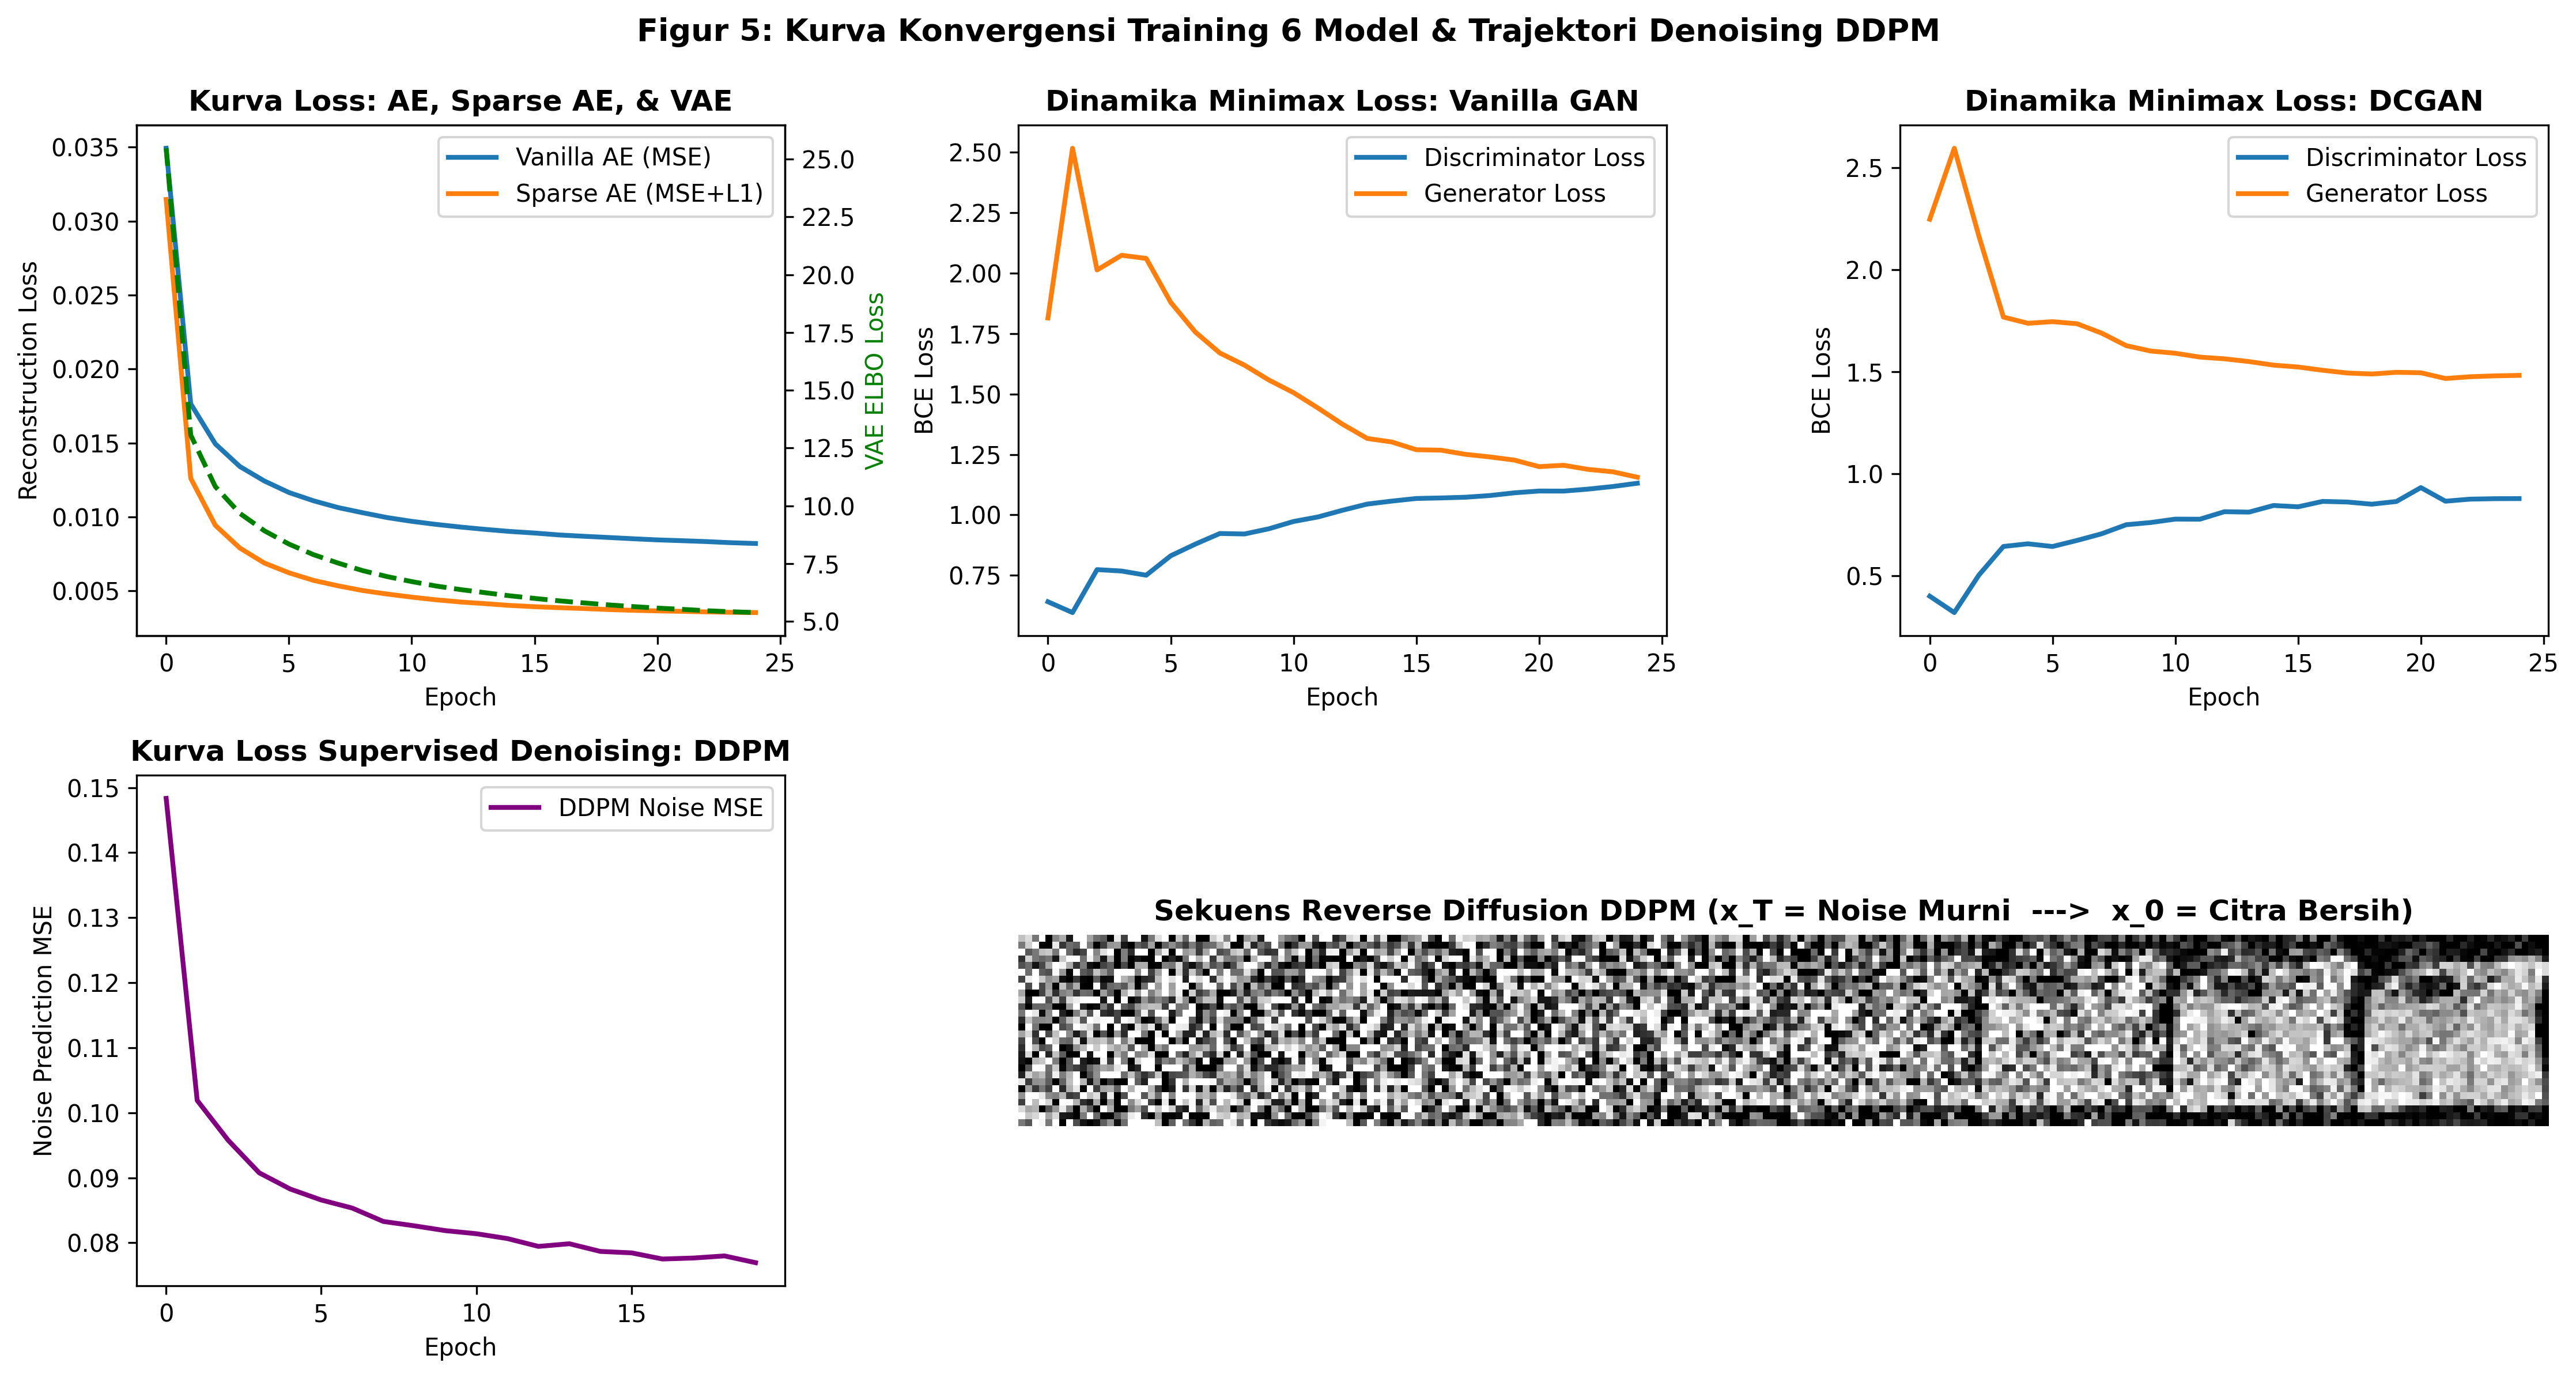 Figur 5: Kurva Konvergensi Training 6 Model & Trajektori Denoising DDPM
Kurva Loss: AE, Sparse AE, & VAE
Vanilla AE (MSE)
Sparse AE (MSE+L1)
Reconstruction Loss
0.035
0.030
0.025
0.020
0.015
0.010
0.005
25.0
22.5
20.0
17.5
15.0
12.5
10.0
7.5
5.0
VAE ELBO Loss
0 5 10 15 20 25
Epoch
Dinamika Minimax Loss: Vanilla GAN
Discriminator Loss
Generator Loss
BCE Loss
2.50
2.25
2.00
1.75
1.50
1.25
1.00
0.75
0 5 10 15 20 25
Epoch
Dinamika Minimax Loss: DCGAN
Discriminator Loss
Generator Loss
BCE Loss
2.5
2.0
1.5
1.0
0.5
0 5 10 15 20 25
Epoch
Kurva Loss Supervised Denoising: DDPM
DDPM Noise MSE
Noise Prediction MSE
0.15
0.14
0.13
0.12
0.11
0.10
0.09
0.08
0 5 10 15
Epoch
Sekuens Reverse Diffusion DDPM (x_T = Noise Murni ---> x_0 = Citra Bersih)